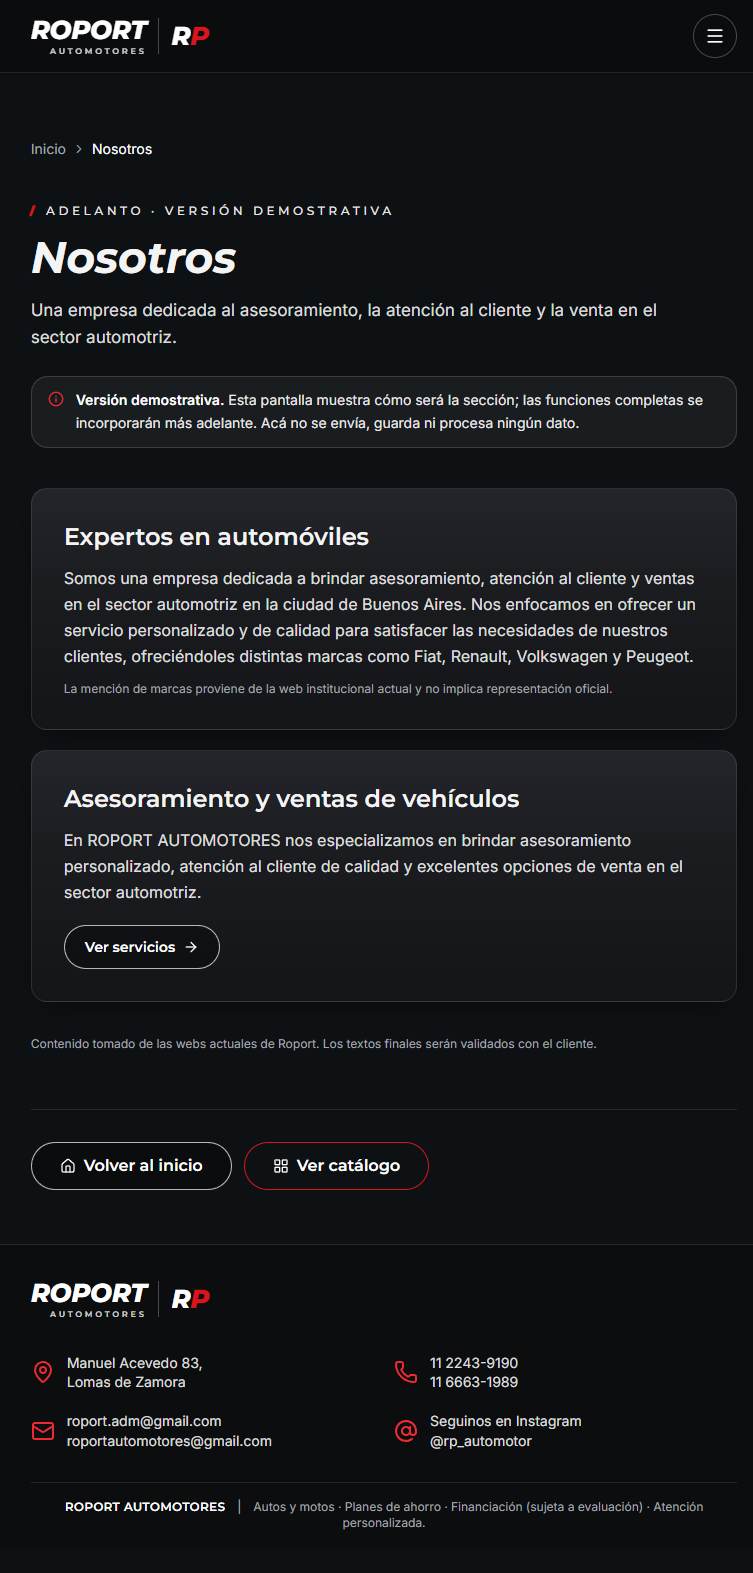 ROPORT
AUTOMOTORES
RP
Inicio > Nosotros
/ ADELANTO · VERSIÓN DEMOSTRATIVA
Nosotros
Una empresa dedicada al asesoramiento, la atención al cliente y la venta en el
sector automotriz.
Versión demostrativa. Esta pantalla muestra cómo será la sección; las funciones completas se
incorporarán más adelante. Acá no se envía, guarda ni procesa ningún dato.
Expertos en automóviles
Somos una empresa dedicada a brindar asesoramiento, atención al cliente y ventas
en el sector automotriz en la ciudad de Buenos Aires. Nos enfocamos en ofrecer un
servicio personalizado y de calidad para satisfacer las necesidades de nuestros
clientes, ofreciéndoles distintas marcas como Fiat, Renault, Volkswagen y Peugeot.
La mención de marcas proviene de la web institucional actual y no implica representación oficial.
Asesoramiento y ventas de vehículos
En ROPORT AUTOMOTORES nos especializamos en brindar asesoramiento
personalizado, atención al cliente de calidad y excelentes opciones de venta en el
sector automotriz.
Ver servicios →
Contenido tomado de las webs actuales de Roport. Los textos finales serán validados con el cliente.
Volver al inicio
Ver catálogo
ROPORT
AUTOMOTORES
RP
Manuel Acevedo 83,
Lomas de Zamora
11 2243-9190
11 6663-1989
roport.adm@gmail.com
roportautomotores@gmail.com
Seguinos en Instagram
@rp_automotor
ROPORT AUTOMOTORES | Autos y motos · Planes de ahorro · Financiación (sujeta a evaluación) · Atención
personalizada.